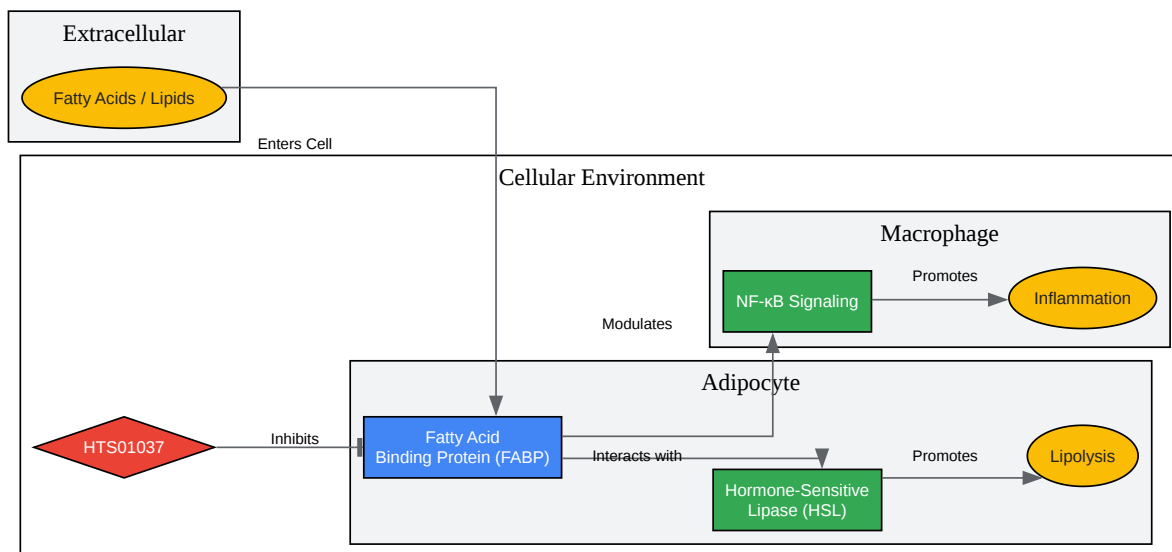 Extracellular
Fatty Acids / Lipids
Enters Cell
Cellular Environment
Macrophage
NF-κB Signaling
Promotes
Inflammation
Modulates
Adipocyte
HTS01037
Inhibits
Fatty Acid
Binding Protein (FABP)
Interacts with
Hormone-Sensitive
Lipase (HSL)
Promotes
Lipolysis